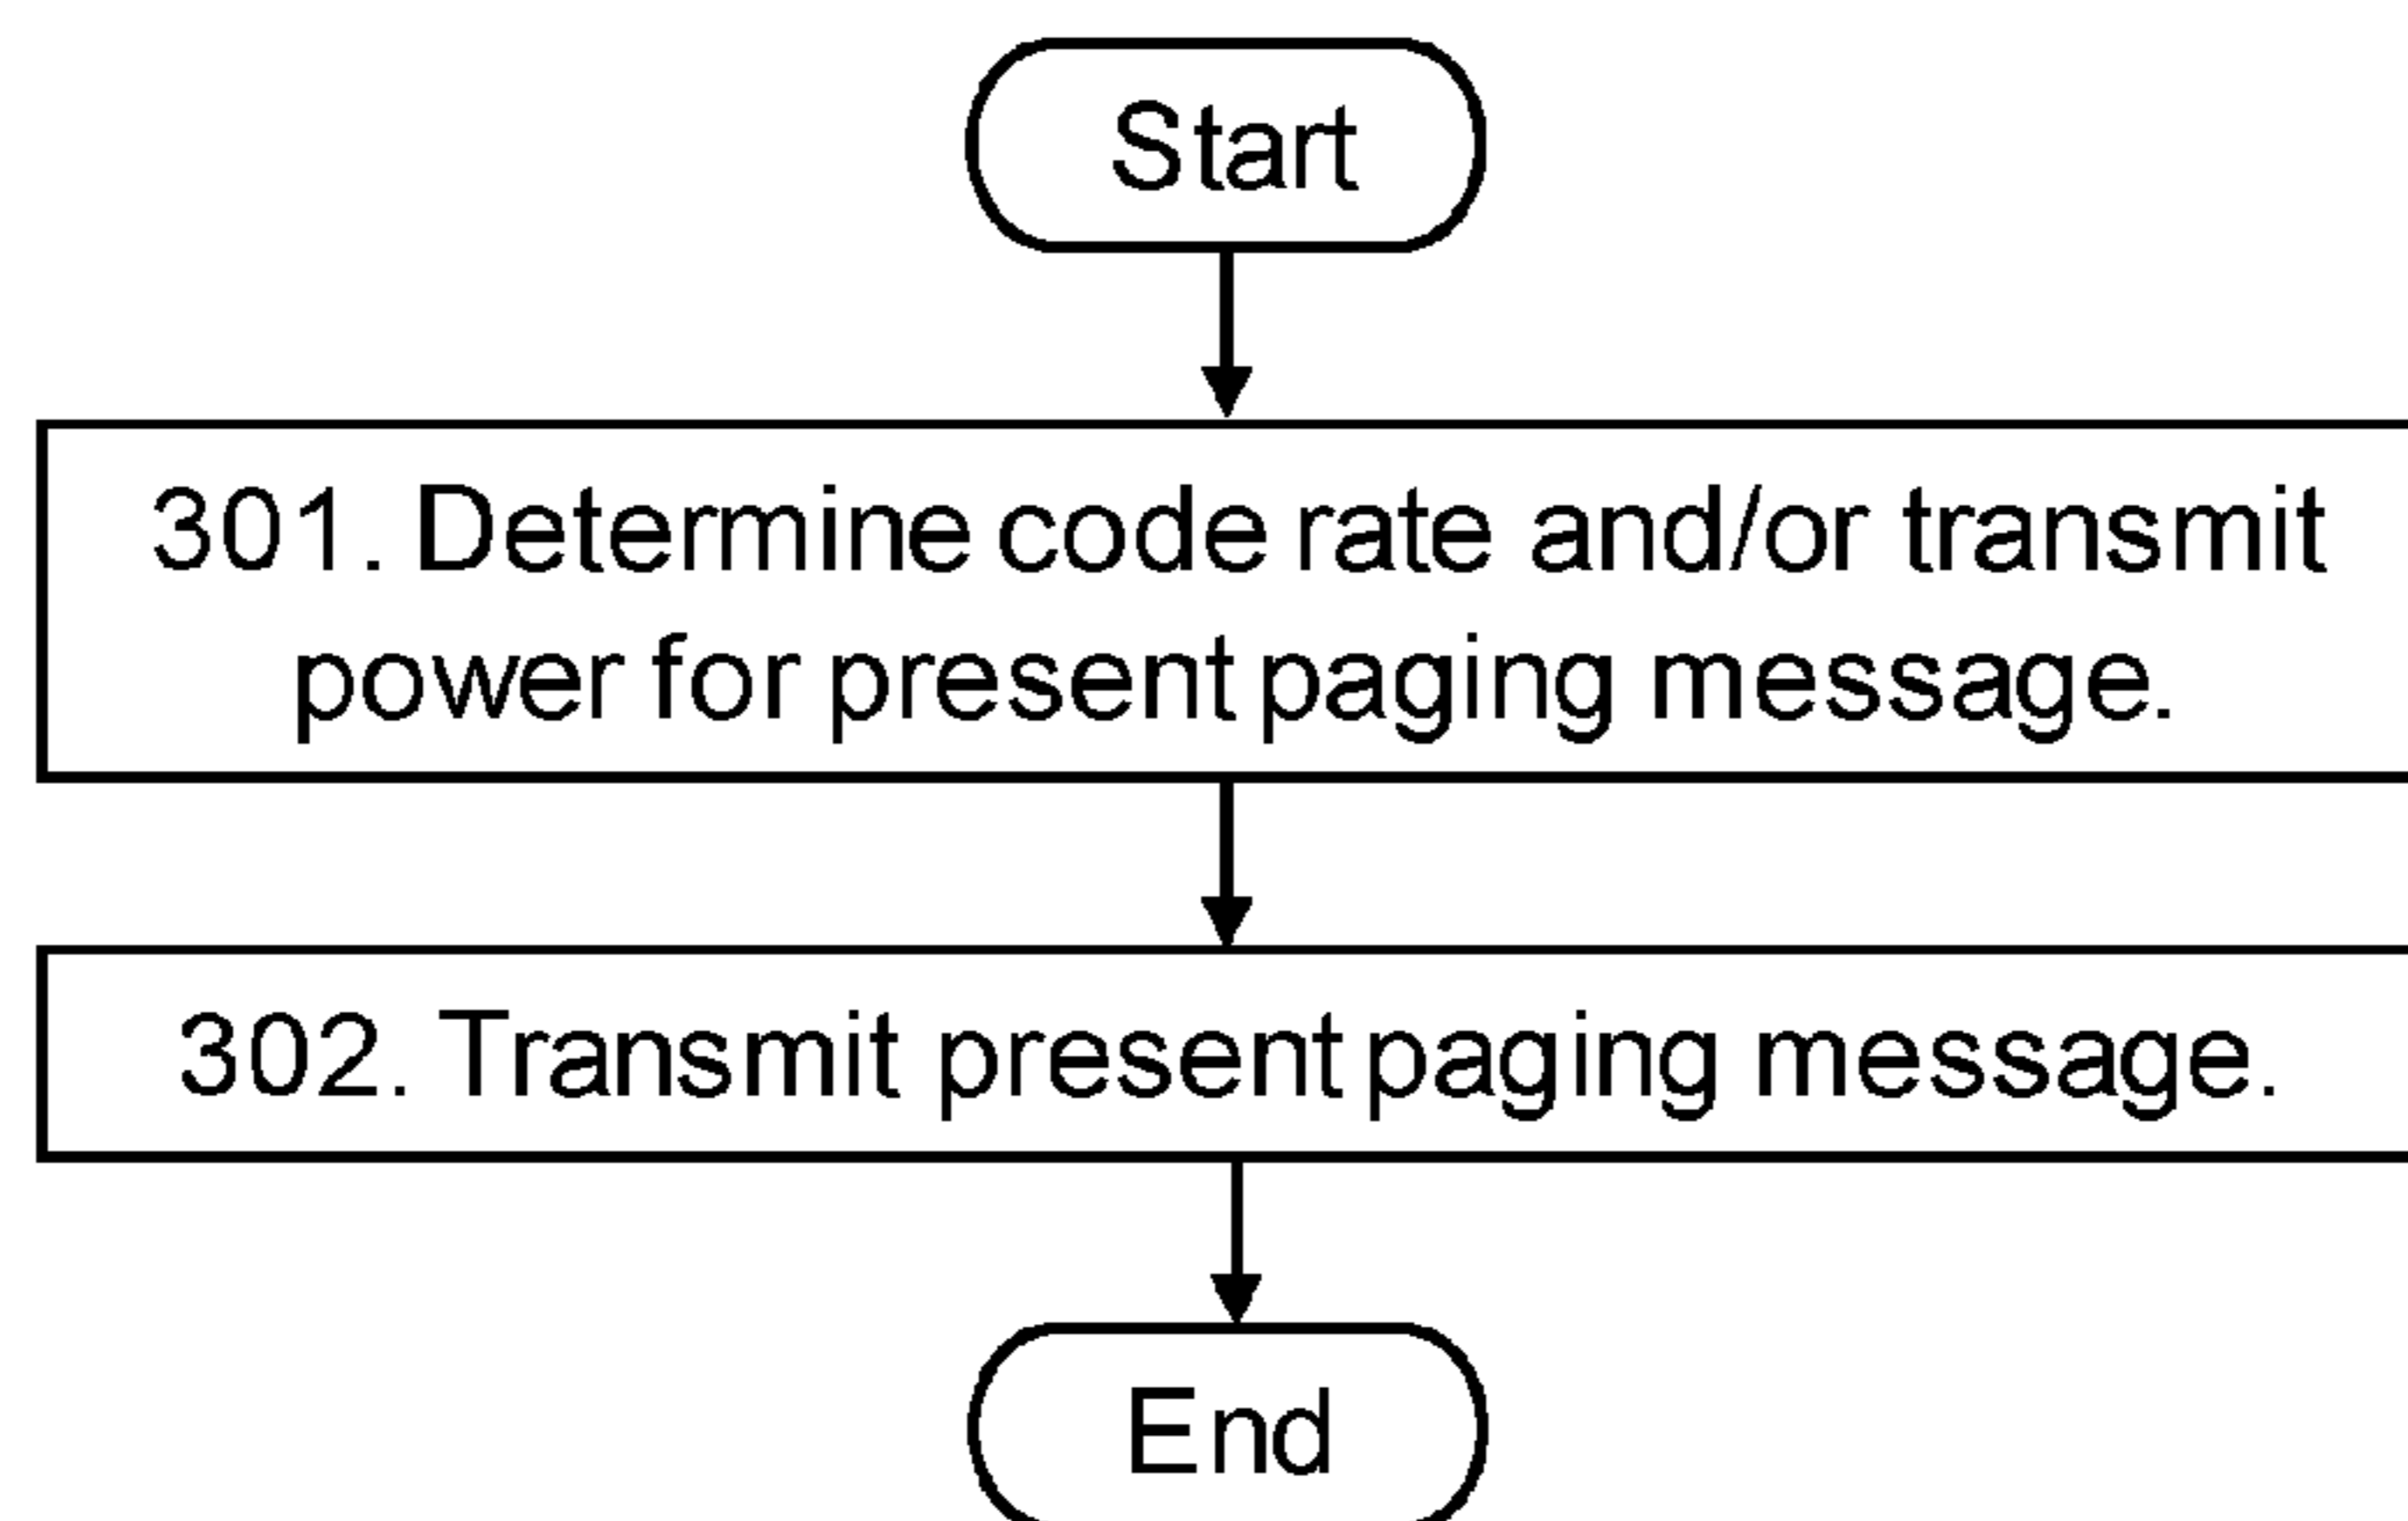 Start
301. Determine code rate and/or transmit
power for present paging message.
302. Transmit present paging message.
End